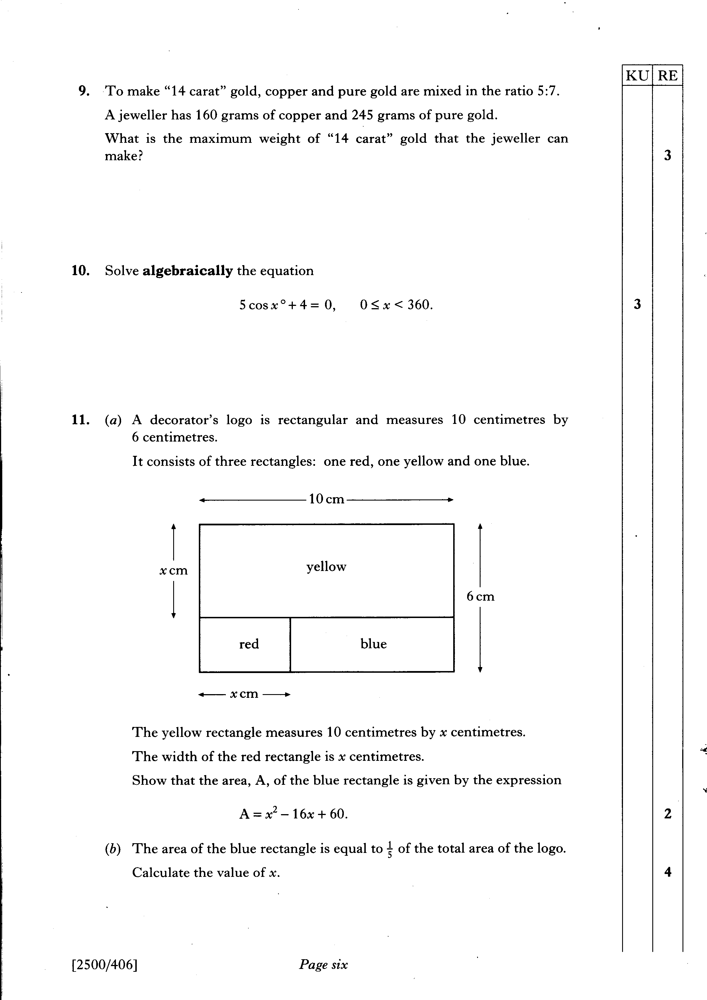 KU RE
9. To make “14 carat” gold, copper and pure gold are mixed in the ratio 5:7.
A jeweller has 160 grams of copper and 245 grams of pure gold.
What is the maximum weight of “14 carat” gold that the jeweller can
make?
3
10. Solve algebraically the equation
5 cos x° + 4 = 0, 0 ≤ x < 360.
3
11. (a) A decorator’s logo is rectangular and measures 10 centimetres by
6 centimetres.
It consists of three rectangles: one red, one yellow and one blue.
10 cm
x cm
yellow
6 cm
red
blue
x cm
The yellow rectangle measures 10 centimetres by x centimetres.
The width of the red rectangle is x centimetres.
Show that the area, A, of the blue rectangle is given by the expression
A = x² – 16x + 60.
2
(b) The area of the blue rectangle is equal to 1/5 of the total area of the logo.
Calculate the value of x.
4
[2500/406]
Page six